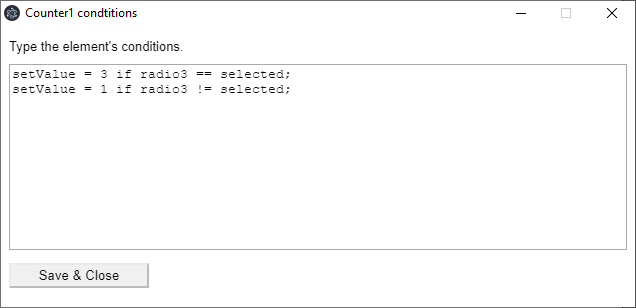 Counter1 condtitions
Type the element's conditions.
setValue = 3 if radio3 == selected;
setValue = 1 if radio3 != selected;
Save & Close